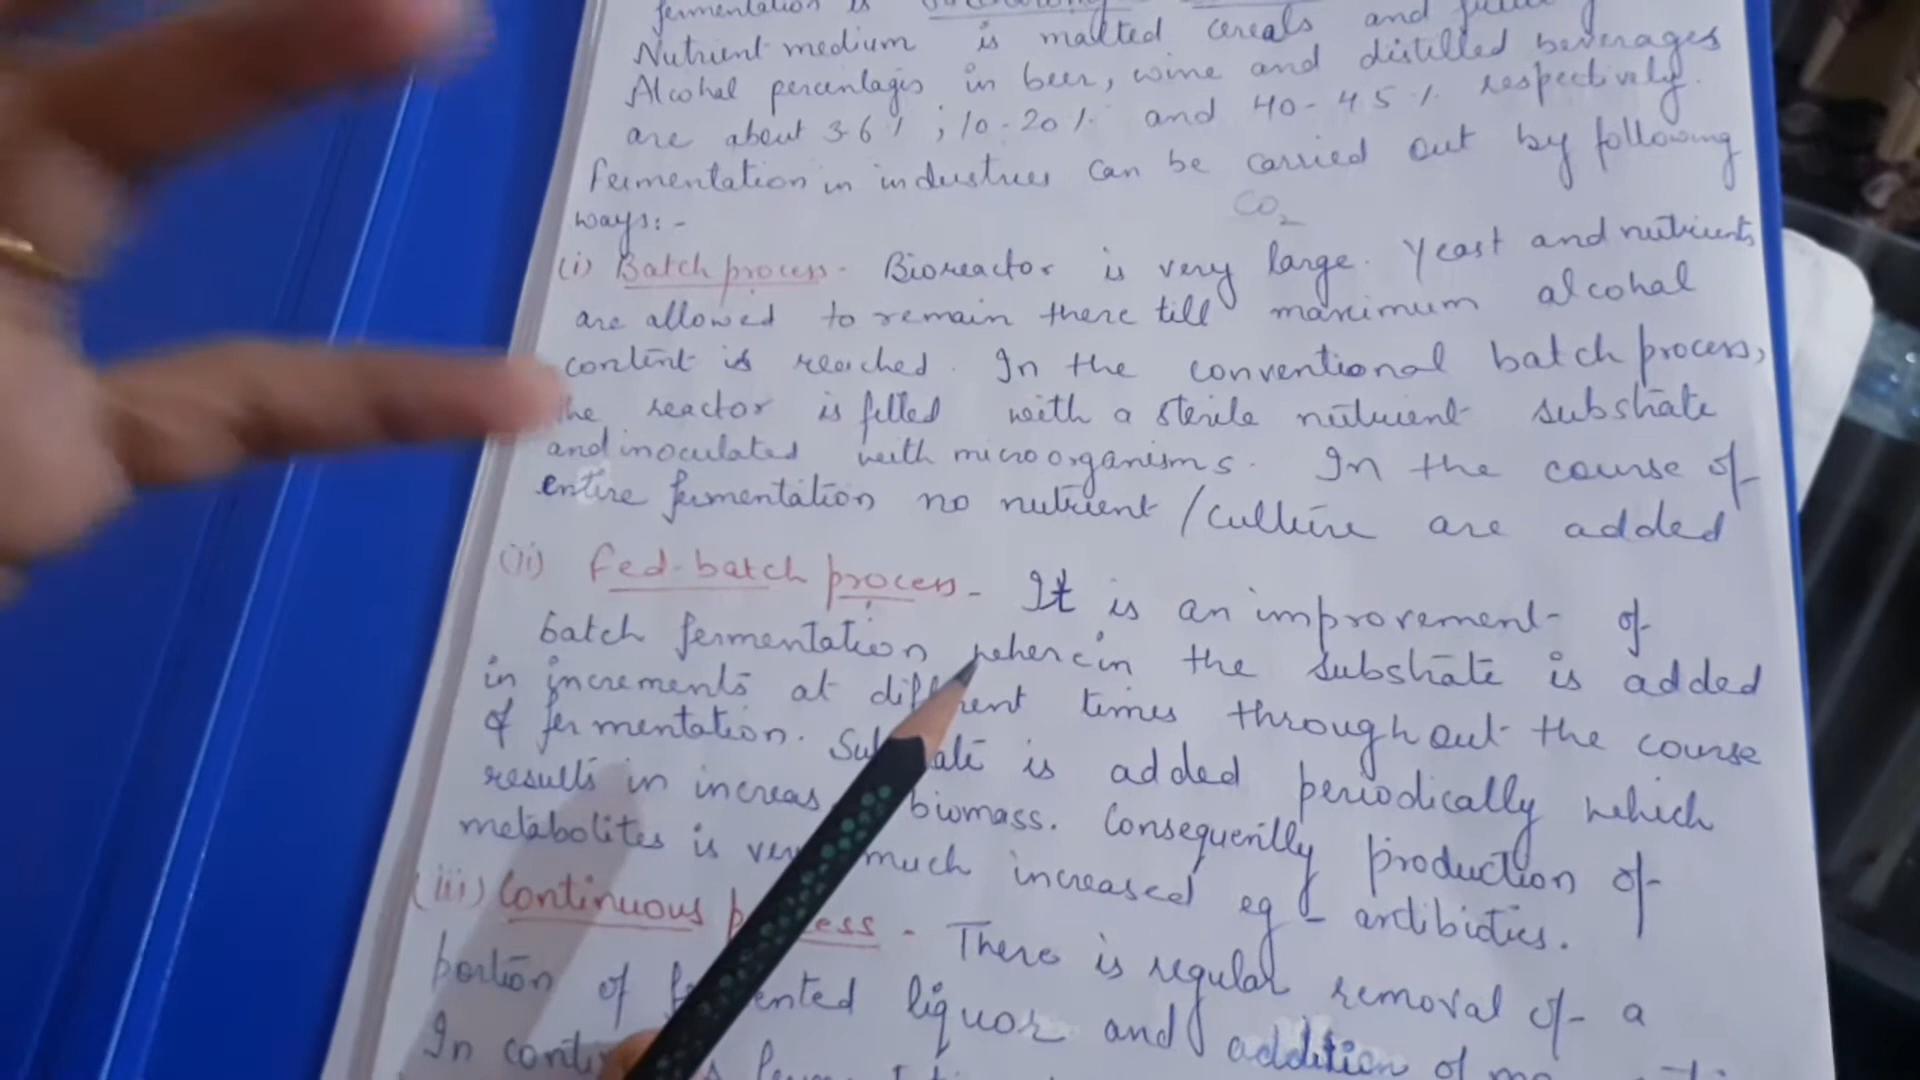 fermentation is
Nutrient medium is malted cereals and
Alcohal percentages in beer, wine and distilled beverages
are about 3-6%; 10-20% and 40-45% respectively.
Fermentation in industries can be carried out by following
ways:-
CO2
(i) Batch process- Bioreactor is very large. Yeast and nutrients
are allowed to remain there till maximum alcohal
content is reached. In the conventional batch process,
the reactor is filled with a sterile nutrient substrate
and inoculated with microorganisms. In the course of
entire fermentation no nutrient/culture are added
(ii) Fed-batch process- It is an improvement of
batch fermentation wherein the substrate is added
in increments at different times throughout the course
of fermentation. Substrate is added periodically which
results in increas biomass. Consequently production of
metabolites is very much increased eg - antibiotics.
(iii) Continuous process - There is regular removal of a
portion of fermented liquor and addition of
In